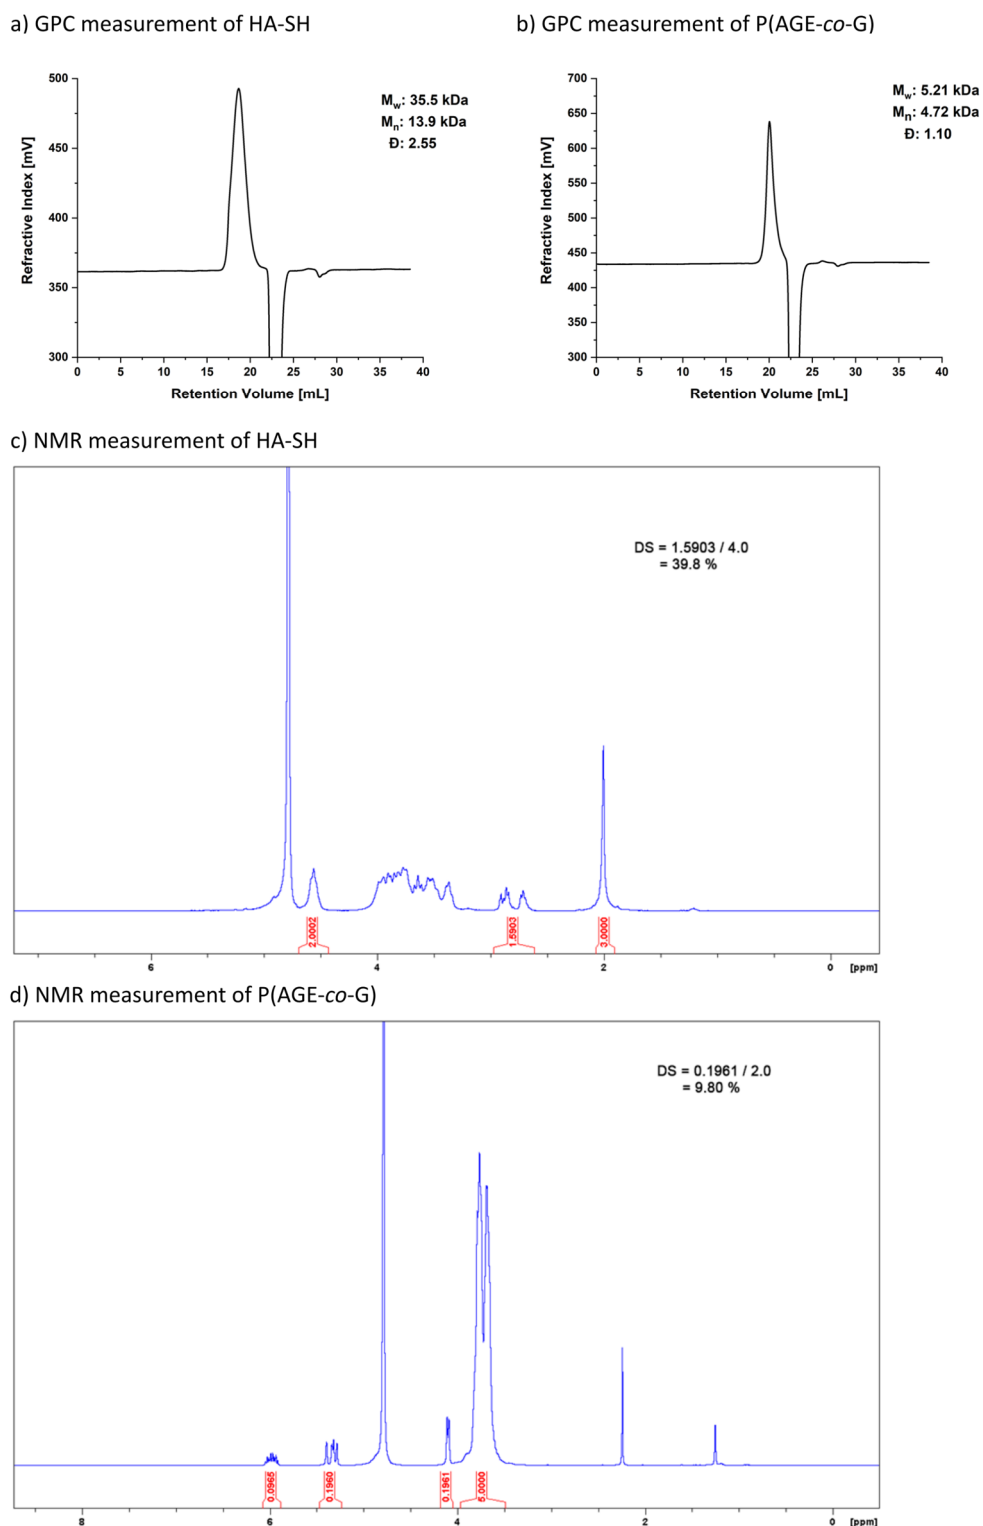 a) GPC measurement of HA-SH
b) GPC measurement of P(AGE-co-G)
500
450
400
350
300
Refractive Index [mV]
Mw: 35.5 kDa
Mn: 13.9 kDa
Đ: 2.55
0 5 10 15 20 25 30 35 40
Retention Volume [mL]
700
650
600
550
500
450
400
350
300
Refractive Index [mV]
Mw: 5.21 kDa
Mn: 4.72 kDa
Đ: 1.10
0 5 10 15 20 25 30 35 40
Retention Volume [mL]
c) NMR measurement of HA-SH
DS = 1.5903 / 4.0
= 39.8 %
2.0002
1.5903
3.0000
6 4 2 0 [ppm]
d) NMR measurement of P(AGE-co-G)
DS = 0.1961 / 2.0
= 9.80 %
0.0965
0.1960
0.1961
5.0000
8 6 4 2 0 [ppm]